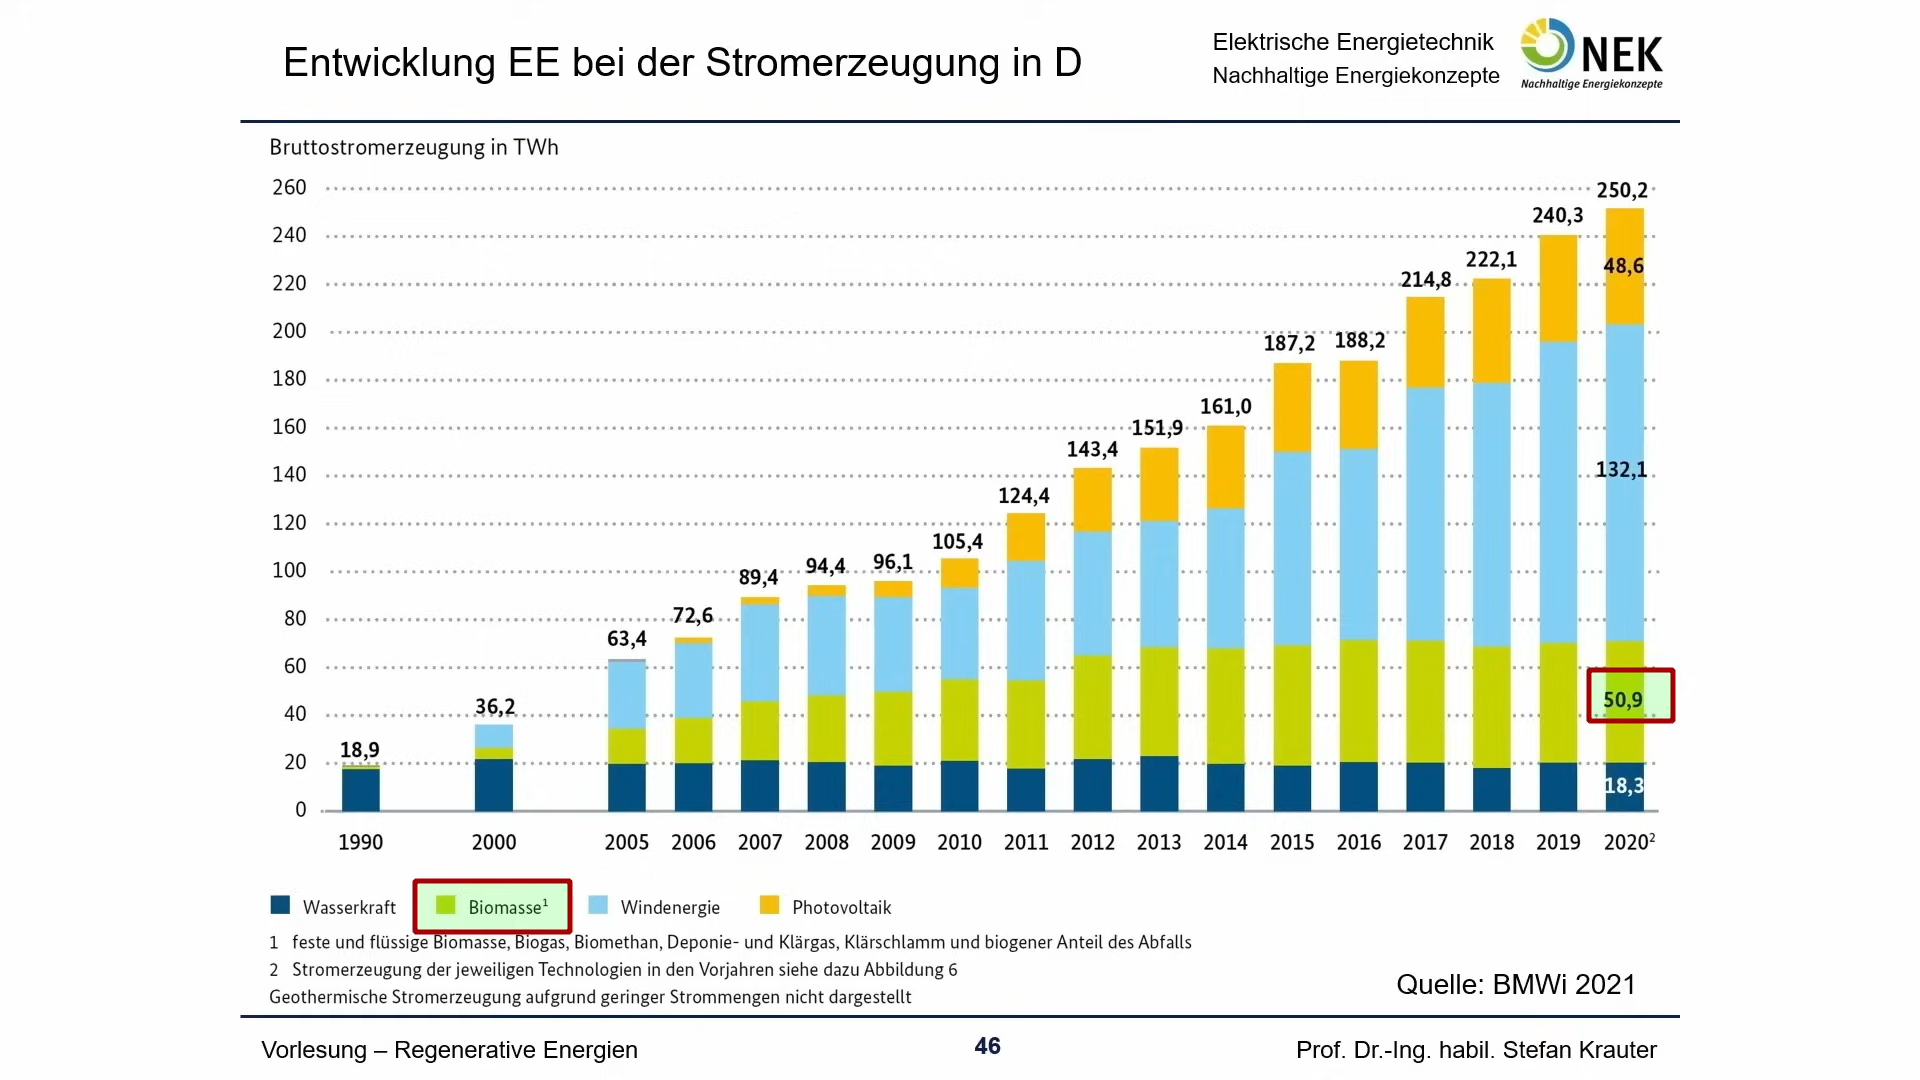 Entwicklung EE bei der Stromerzeugung in D
Elektrische Energietechnik
Nachhaltige Energiekonzepte
NEK
Nachhaltige Energiekonzepte
Bruttostromerzeugung in TWh
260
240
220
200
180
160
140
120
100
80
60
40
20
0
18,9
36,2
63,4
72,6
89,4
94,4
96,1
105,4
124,4
143,4
151,9
161,0
187,2
188,2
214,8
222,1
240,3
250,2
48,6
132,1
50,9
18,3
1990 2000 2005 2006 2007 2008 2009 2010 2011 2012 2013 2014 2015 2016 2017 2018 2019 2020²
Wasserkraft Biomasse¹ Windenergie Photovoltaik
1 feste und flüssige Biomasse, Biogas, Biomethan, Deponie- und Klärgas, Klärschlamm und biogener Anteil des Abfalls
2 Stromerzeugung der jeweiligen Technologien in den Vorjahren siehe dazu Abbildung 6
Geothermische Stromerzeugung aufgrund geringer Strommengen nicht dargestellt
Quelle: BMWi 2021
Vorlesung – Regenerative Energien
46
Prof. Dr.-Ing. habil. Stefan Krauter